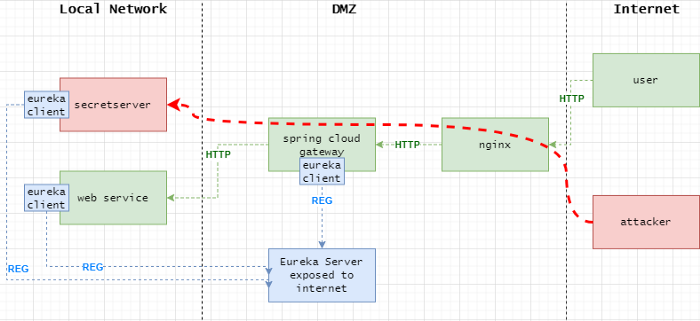 Local Network
DMZ
Internet
eureka
client
secretserver
user
HTTP
spring cloud
gateway
eureka
client
HTTP
nginx
HTTP
eureka
client
web service
REG
attacker
REG
REG
Eureka Server
exposed to
internet